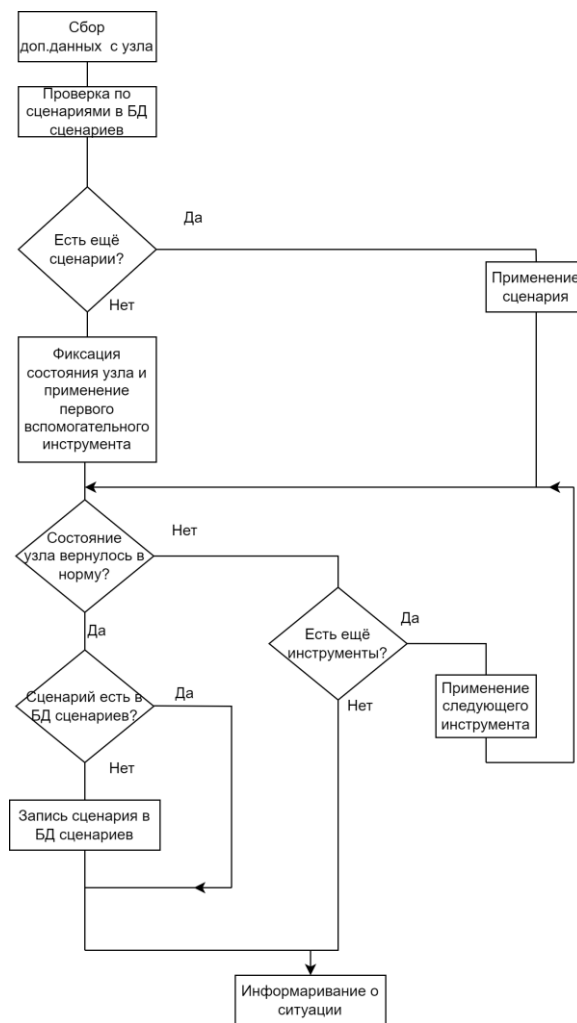 Сбор
доп.данных с узла
Проверка по
сценариями в БД
сценариев
Да
Есть ещё
сценарии?
Применение
сценария
Нет
Фиксация
состояния узла и
применение
первого
вспомогательного
инструмента
Состояние
узла вернулось в
норму?
Нет
Да
Есть ещё
инструменты?
Да
Сценарий есть в
БД сценариев?
Да
Нет
Применение
следующего
инструмента
Нет
Запись сценария в
БД сценариев
Информаривание о
ситуации